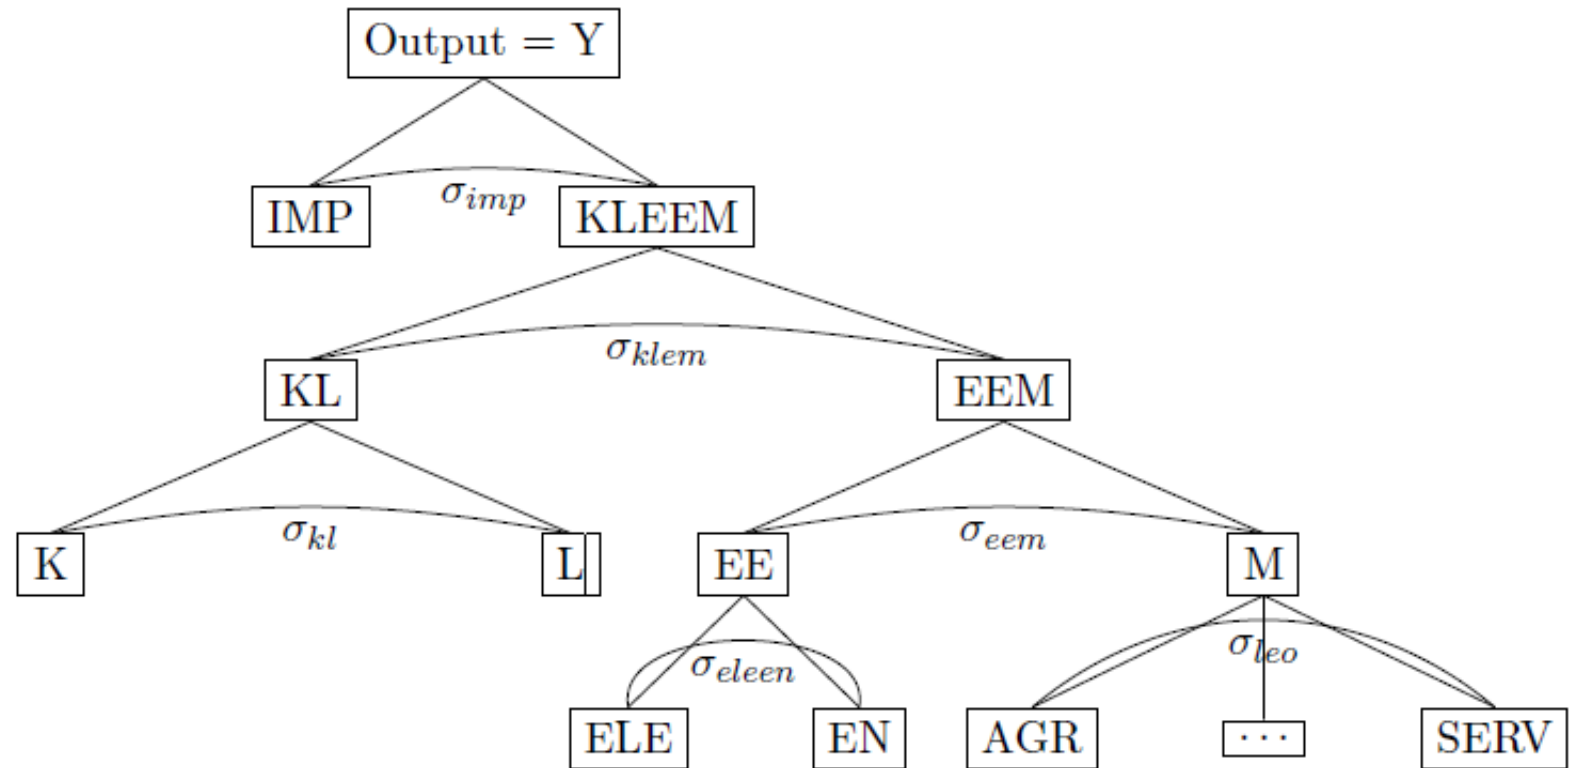 Output = Y
σimp
IMP KLEEM
σklem
KL EEM
σkl σeem
K L EE M
σleo
σeleen
ELE EN AGR ... SERV